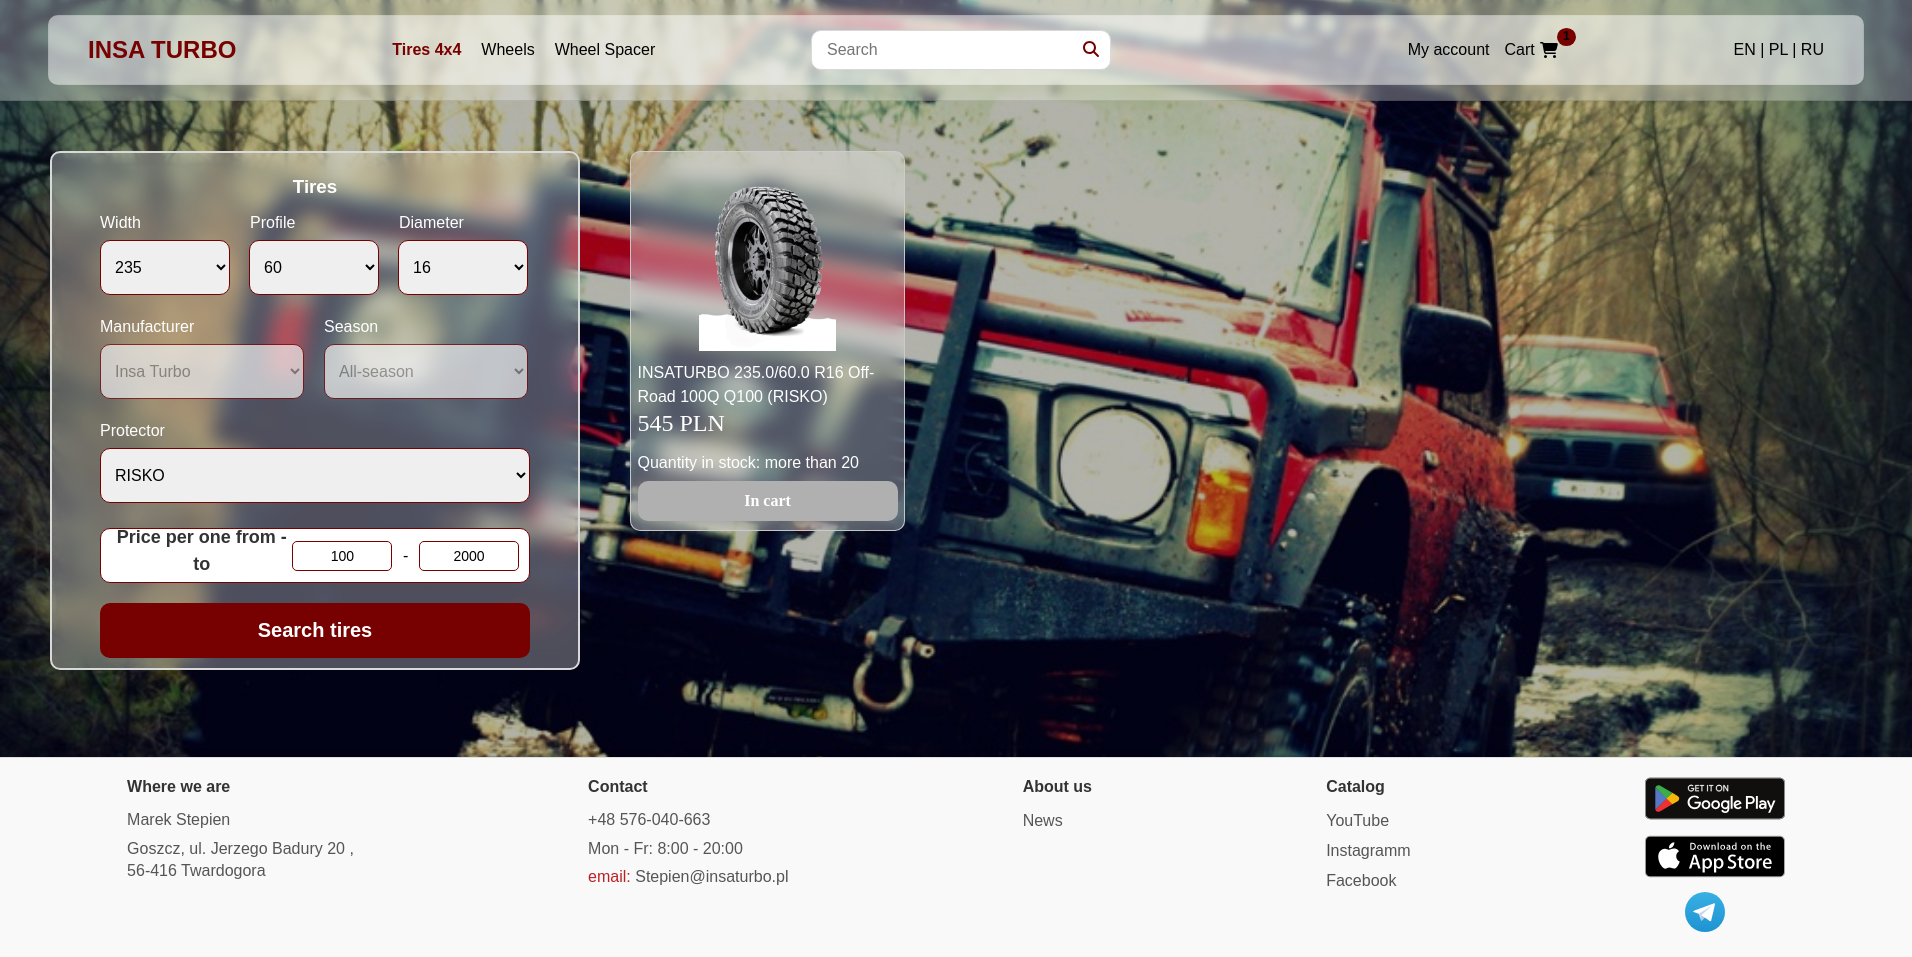 INSA TURBO
Tires 4x4
Wheels
Wheel Spacer
Search
My account
Cart
1
EN | PL | RU
Tires
Width
Profile
Diameter
235
60
16
Manufacturer
Season
Insa Turbo
All-season
Protector
RISKO
Price per one from -
to
100
-
2000
Search tires
INSATURBO 235.0/60.0 R16 Off-
Road 100Q Q100 (RISKO)
545 PLN
Quantity in stock: more than 20
In cart
Where we are
Marek Stepien
Goszcz, ul. Jerzego Badury 20 ,
56-416 Twardogora
Contact
+48 576-040-663
Mon - Fr: 8:00 - 20:00
email: Stepien@insaturbo.pl
About us
News
Catalog
YouTube
Instagramm
Facebook
GET IT ON
Google Play
Download on the
App Store